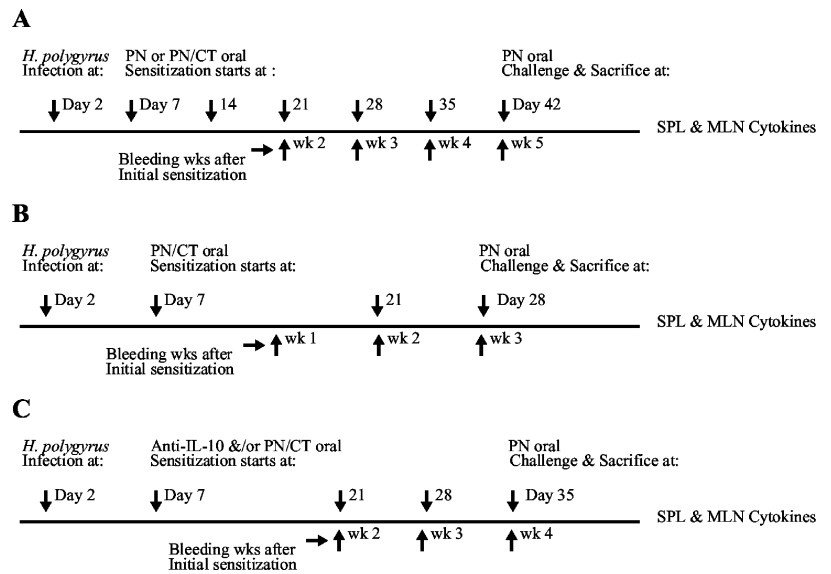 A
H. polygyrus PN or PN/CT oral PN oral
Infection at: Sensitization starts at : Challenge & Sacrifice at:
Day 2 Day 7 14 21 28 35 Day 42
SPL & MLN Cytokines
wk 2 wk 3 wk 4 wk 5
Bleeding wks after
Initial sensitization
B
H. polygyrus PN/CT oral PN oral
Infection at: Sensitization starts at: Challenge & Sacrifice at:
Day 2 Day 7 21 Day 28
SPL & MLN Cytokines
wk 1 wk 2 wk 3
Bleeding wks after
Initial sensitization
C
H. polygyrus Anti-IL-10 &/or PN/CT oral PN oral
Infection at: Sensitization starts at: Challenge & Sacrifice at:
Day 2 Day 7 21 28 Day 35
SPL & MLN Cytokines
wk 2 wk 3 wk 4
Bleeding wks after
Initial sensitization